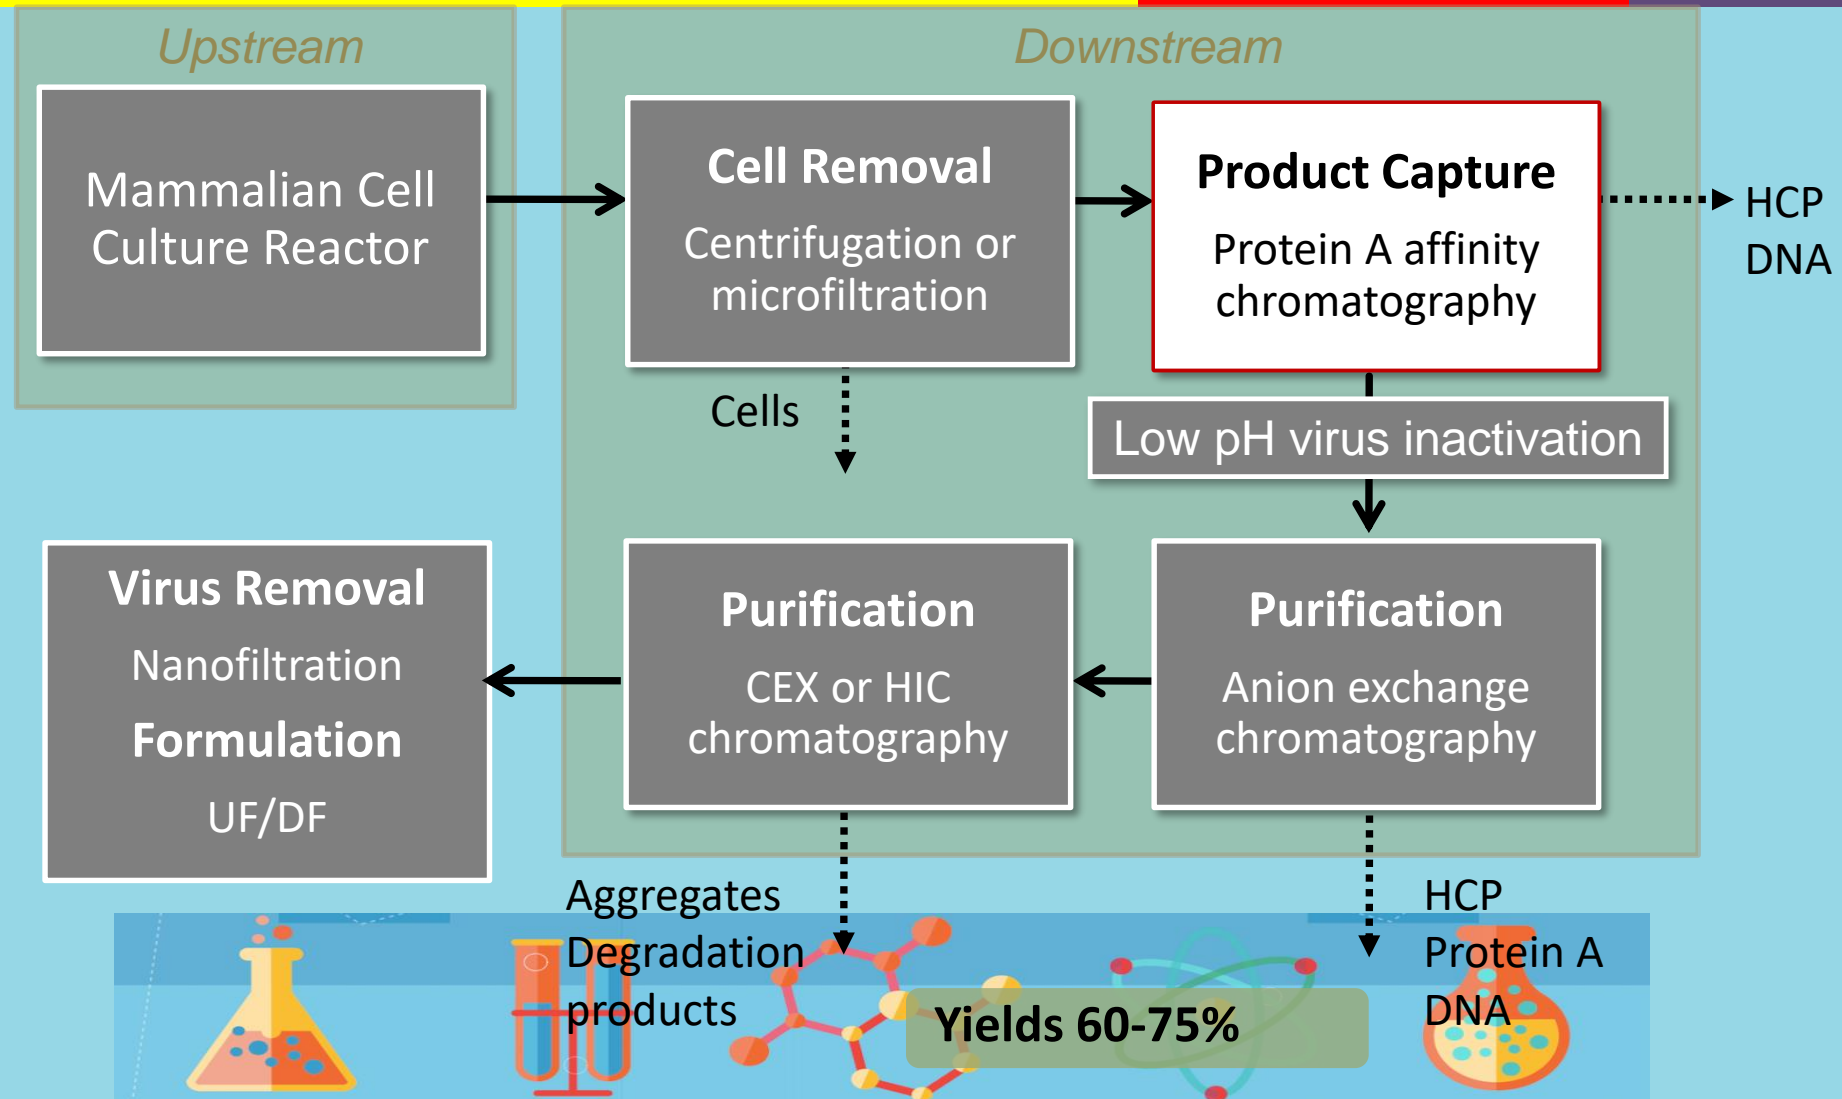 Upstream
Downstream
Mammalian Cell
Culture Reactor
Cell Removal
Centrifugation or
microfiltration
Product Capture
Protein A affinity
chromatography
HCP
DNA
Cells
Low pH virus inactivation
Virus Removal
Nanofiltration
Formulation
UF/DF
Purification
CEX or HIC
chromatography
Purification
Anion exchange
chromatography
Aggregates
Degradation
products
HCP
Protein A
DNA
Yields 60-75%